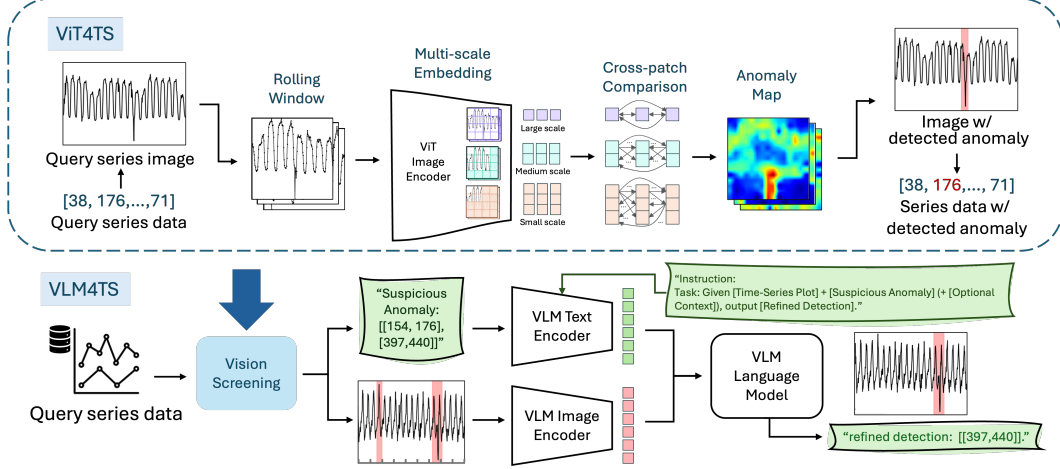 ViT4TS
Query series image
[38, 176,...,71]
Query series data
Rolling
Window
Multi-scale
Embedding
ViT
Image
Encoder
Large scale
Medium scale
Small scale
Cross-patch
Comparison
Anomaly
Map
Image w/
detected anomaly
[38, 176,..., 71]
Series data w/
detected anomaly
VLM4TS
Query series data
Vision
Screening
“Suspicious
Anomaly:
[[154, 176],
[397,440]]”
VLM Text
Encoder
VLM Image
Encoder
“Instruction:
Task: Given [Time-Series Plot] + [Suspicious Anomaly] (+ [Optional
Context]), output [Refined Detection].”
VLM
Language
Model
“refined detection: [[397,440]].”